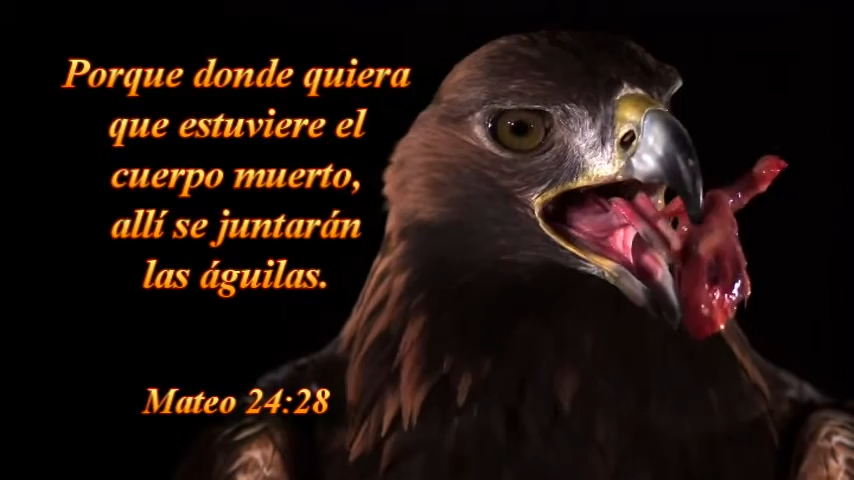 Porque donde quiera
que estuviere el
cuerpo muerto,
allí se juntarán
las águilas.
Mateo 24:28